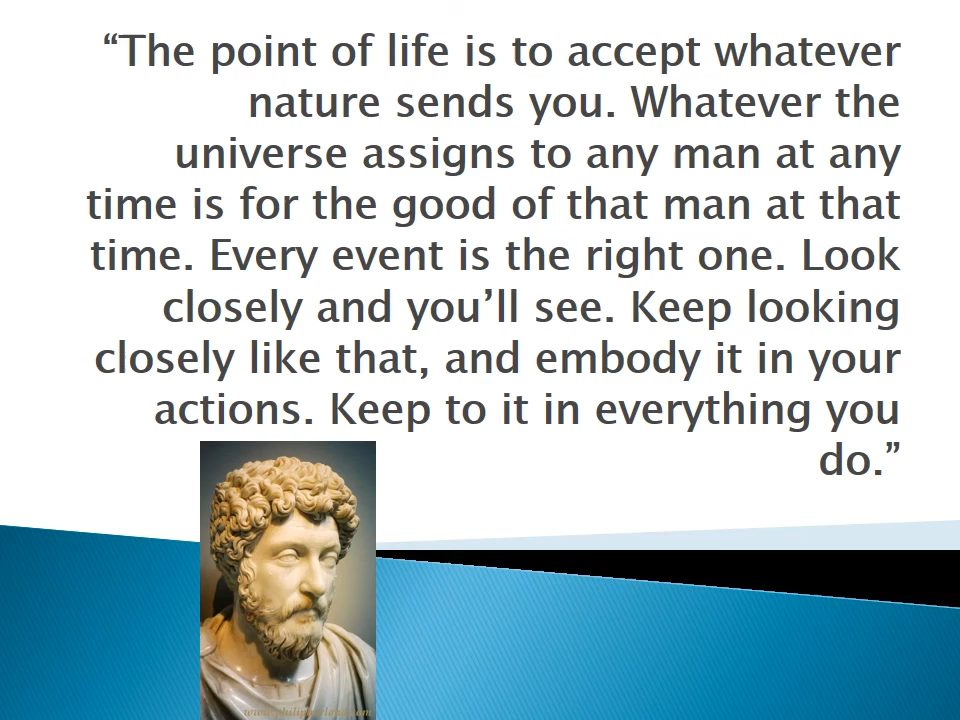 “The point of life is to accept whatever
nature sends you. Whatever the
universe assigns to any man at any
time is for the good of that man at that
time. Every event is the right one. Look
closely and you’ll see. Keep looking
closely like that, and embody it in your
actions. Keep to it in everything you
do.”